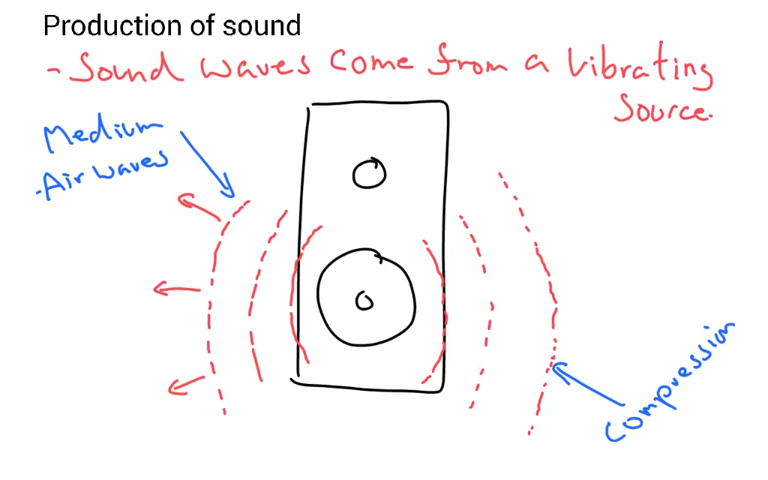 Production of sound
- Sound waves come from a vibrating
source.
Medium
- Air waves
Compression